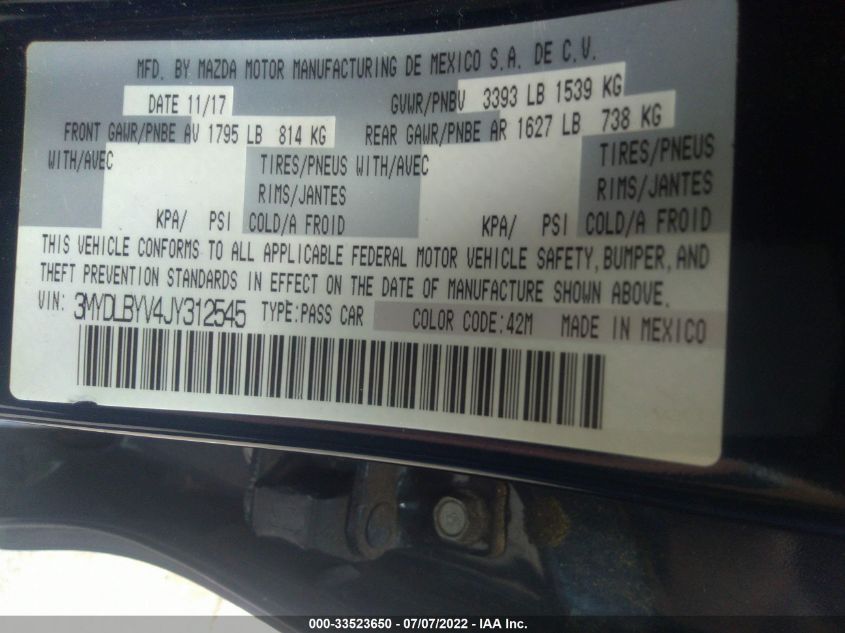 MFD. BY MAZDA MOTOR MANUFACTURING DE MEXICO S.A. DE C.V.
DATE 11/17 GVWR/PNBV 3393 LB 1539 KG
FRONT GAWR/PNBE AV 1795 LB 814 KG REAR GAWR/PNBE AR 1627 LB 738 KG
WITH/AVEC TIRES/PNEUS WITH/AVEC TIRES/PNEUS
RIMS/JANTES RIMS/JANTES
KPA/ PSI COLD/A FROID KPA/ PSI COLD/A FROID
THIS VEHICLE CONFORMS TO ALL APPLICABLE FEDERAL MOTOR VEHICLE SAFETY, BUMPER, AND
THEFT PREVENTION STANDARDS IN EFFECT ON THE DATE OF MANUFACTURE SHOWN ABOVE.
VIN: 3MYDLBYV4JY312545 TYPE: PASS CAR COLOR CODE: 42M MADE IN MEXICO
000-33523650 - 07/07/2022 - IAA Inc.